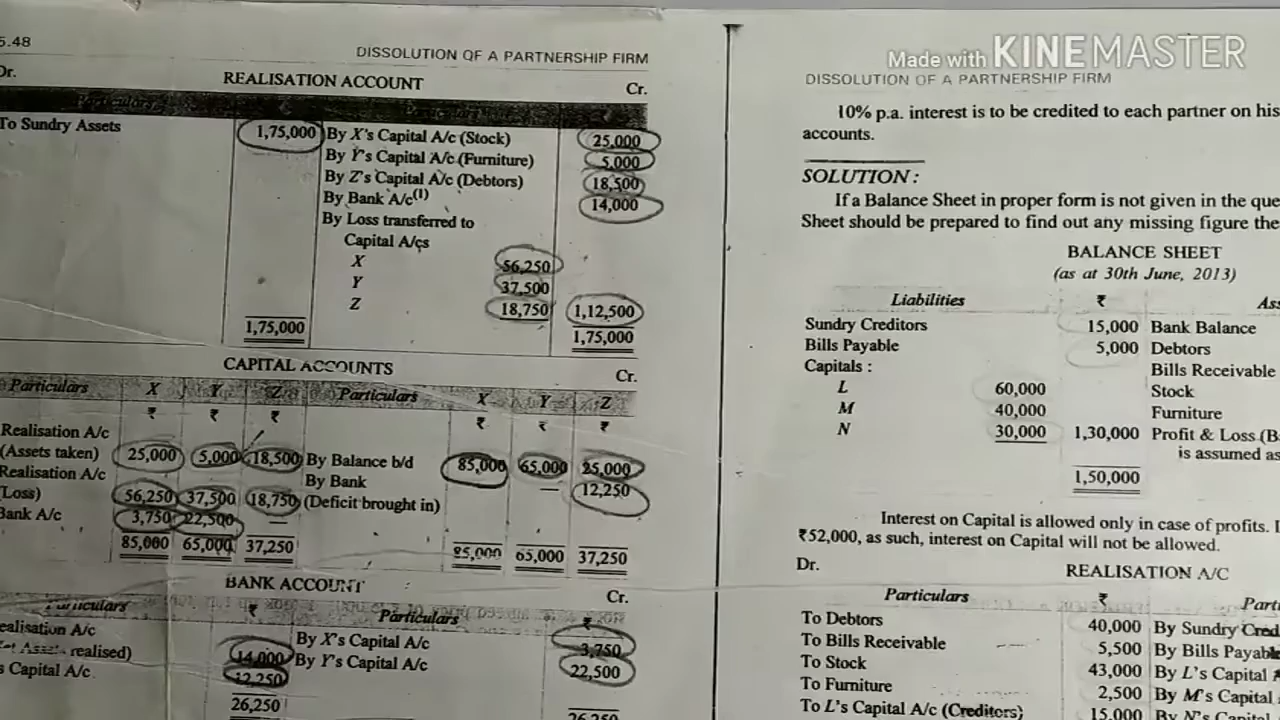 5.48
DISSOLUTION OF A PARTNERSHIP FIRM
Dr. REALISATION ACCOUNT Cr.
To Sundry Assets 1,75,000 By X's Capital A/c (Stock) 25,000
By Y's Capital A/c (Furniture) 5,000
By Z's Capital A/c (Debtors) 18,500
By Bank A/c(1) 14,000
By Loss transferred to
Capital A/cs
X 56,250
Y 37,500
Z 18,750 1,12,500
1,75,000 1,75,000
CAPITAL ACCOUNTS Cr.
Particulars X Y Z Particulars X Y Z
₹ ₹ ₹ ₹ ₹ ₹
Realisation A/c
(Assets taken) 25,000 5,000 18,500 By Balance b/d 85,000 65,000 25,000
Realisation A/c By Bank 12,250
(Loss) 56,250 37,500 18,750 (Deficit brought in) —
Bank A/c 3,750 22,500 —
85,000 65,000 37,250 85,000 65,000 37,250
BANK ACCOUNT Cr.
Particulars ₹ Particulars ₹
ealisation A/c By X's Capital A/c 3,750
realised) 14,000 By Y's Capital A/c 22,500
s Capital A/c 12,250
26,250 26,250
Made with KINEMASTER
DISSOLUTION OF A PARTNERSHIP FIRM
10% p.a. interest is to be credited to each partner on his
accounts.
SOLUTION :
If a Balance Sheet in proper form is not given in the que
Sheet should be prepared to find out any missing figure the
BALANCE SHEET
(as at 30th June, 2013)
Liabilities ₹ Ass
Sundry Creditors 15,000 Bank Balance
Bills Payable 5,000 Debtors
Capitals : Bills Receivable
L 60,000 Stock
M 40,000 Furniture
N 30,000 1,30,000 Profit & Loss (B
is assumed as
1,50,000
Interest on Capital is allowed only in case of profits. I
₹52,000, as such, interest on Capital will not be allowed.
Dr. REALISATION A/C
Particulars ₹ Parti
To Debtors 40,000 By Sundry Cred
To Bills Receivable 5,500 By Bills Payable
To Stock 43,000 By L's Capital A
To Furniture 2,500 By M's Capital
To L's Capital A/c (Creditors) 15,000 By N's Capital